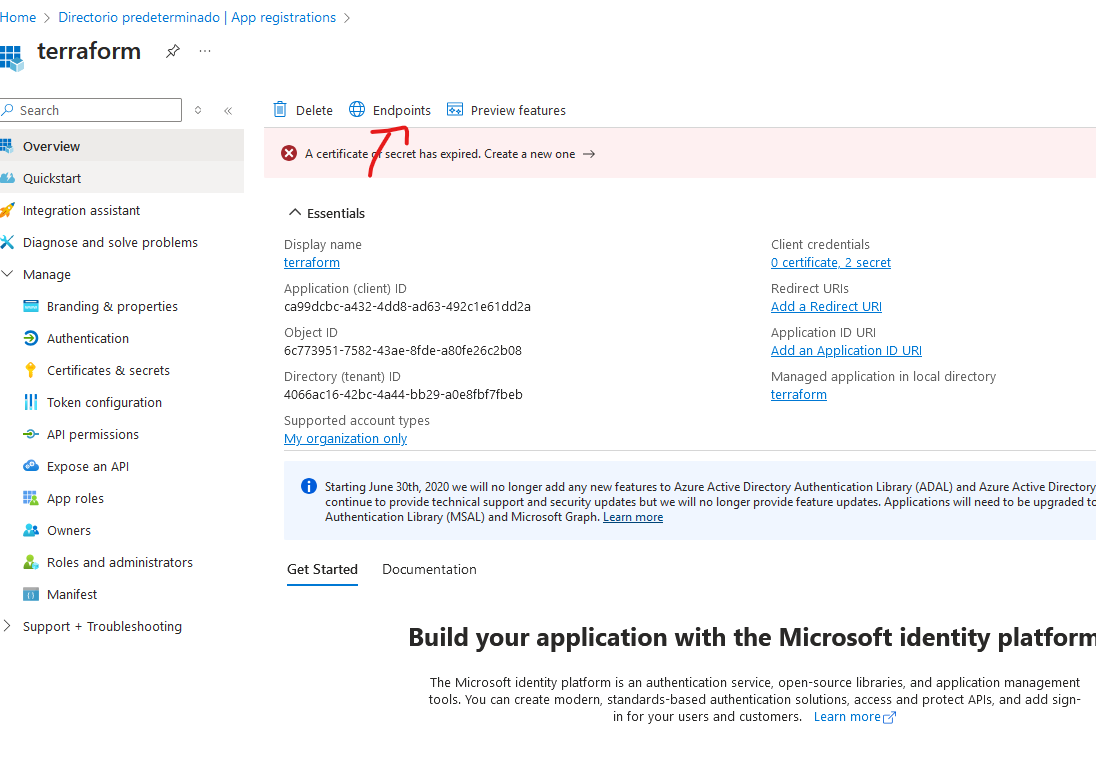 Home > Directorio predeterminado | App registrations >
terraform
Search
Delete Endpoints Preview features
A certificate or secret has expired. Create a new one →
Overview
Quickstart
Integration assistant
Diagnose and solve problems
Manage
Branding & properties
Authentication
Certificates & secrets
Token configuration
API permissions
Expose an API
App roles
Owners
Roles and administrators
Manifest
Support + Troubleshooting
Essentials
Display name
terraform
Application (client) ID
ca99dcbc-a432-4dd8-ad63-492c1e61dd2a
Object ID
6c773951-7582-43ae-8fde-a80fe26c2b08
Directory (tenant) ID
4066ac16-42bc-4a44-bb29-a0e8fbf7fbeb
Supported account types
My organization only
Client credentials
0 certificate, 2 secret
Redirect URIs
Add a Redirect URI
Application ID URI
Add an Application ID URI
Managed application in local directory
terraform
Starting June 30th, 2020 we will no longer add any new features to Azure Active Directory Authentication Library (ADAL) and Azure Active Directory
continue to provide technical support and security updates but we will no longer provide feature updates. Applications will need to be upgraded to
Authentication Library (MSAL) and Microsoft Graph. Learn more
Get Started Documentation
Build your application with the Microsoft identity platform
The Microsoft identity platform is an authentication service, open-source libraries, and application management
tools. You can create modern, standards-based authentication solutions, access and protect APIs, and add sign-
in for your users and customers. Learn more